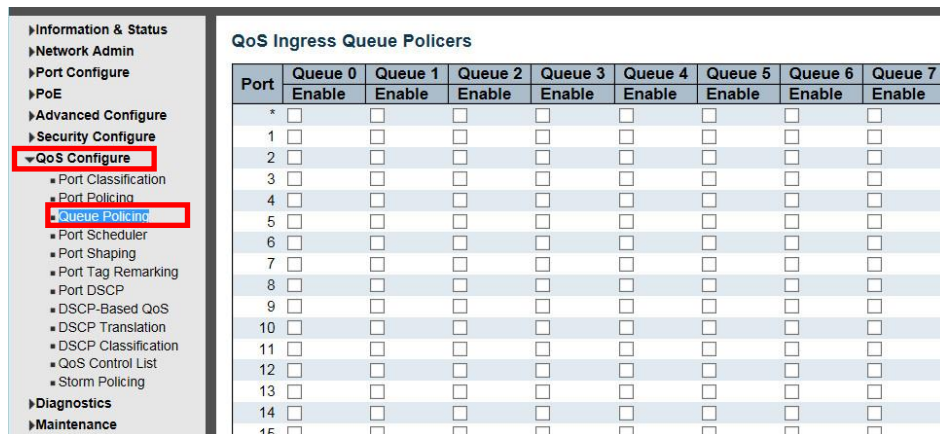 Information & Status
Network Admin
Port Configure
PoE
Advanced Configure
Security Configure
QoS Configure
Port Classification
Port Policing
Queue Policing
Port Scheduler
Port Shaping
Port Tag Remarking
Port DSCP
DSCP-Based QoS
DSCP Translation
DSCP Classification
QoS Control List
Storm Policing
Diagnostics
Maintenance
QoS Ingress Queue Policers
Port Queue 0 Queue 1 Queue 2 Queue 3 Queue 4 Queue 5 Queue 6 Queue 7
Enable Enable Enable Enable Enable Enable Enable Enable
*
1
2
3
4
5
6
7
8
9
10
11
12
13
14
15